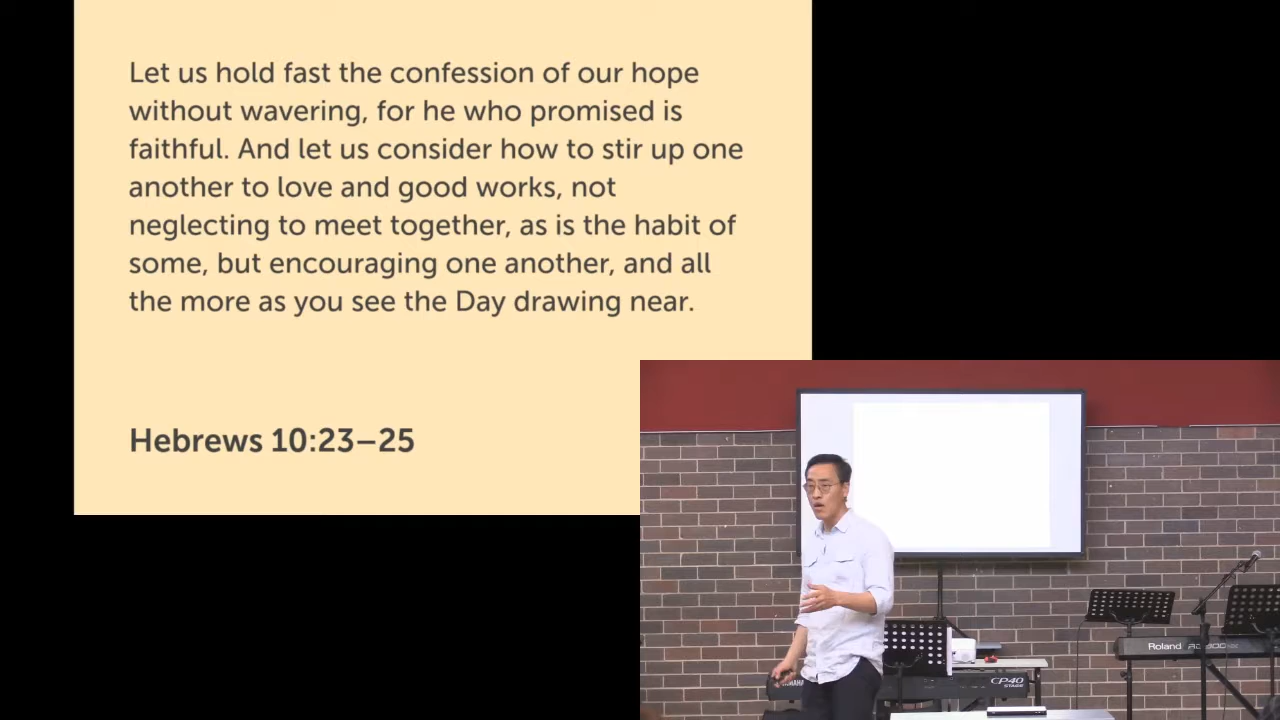 Let us hold fast the confession of our hope
without wavering, for he who promised is
faithful. And let us consider how to stir up one
another to love and good works, not
neglecting to meet together, as is the habit of
some, but encouraging one another, and all
the more as you see the Day drawing near.
Hebrews 10:23–25
Roland
YAMAHA
CP40
STAGE